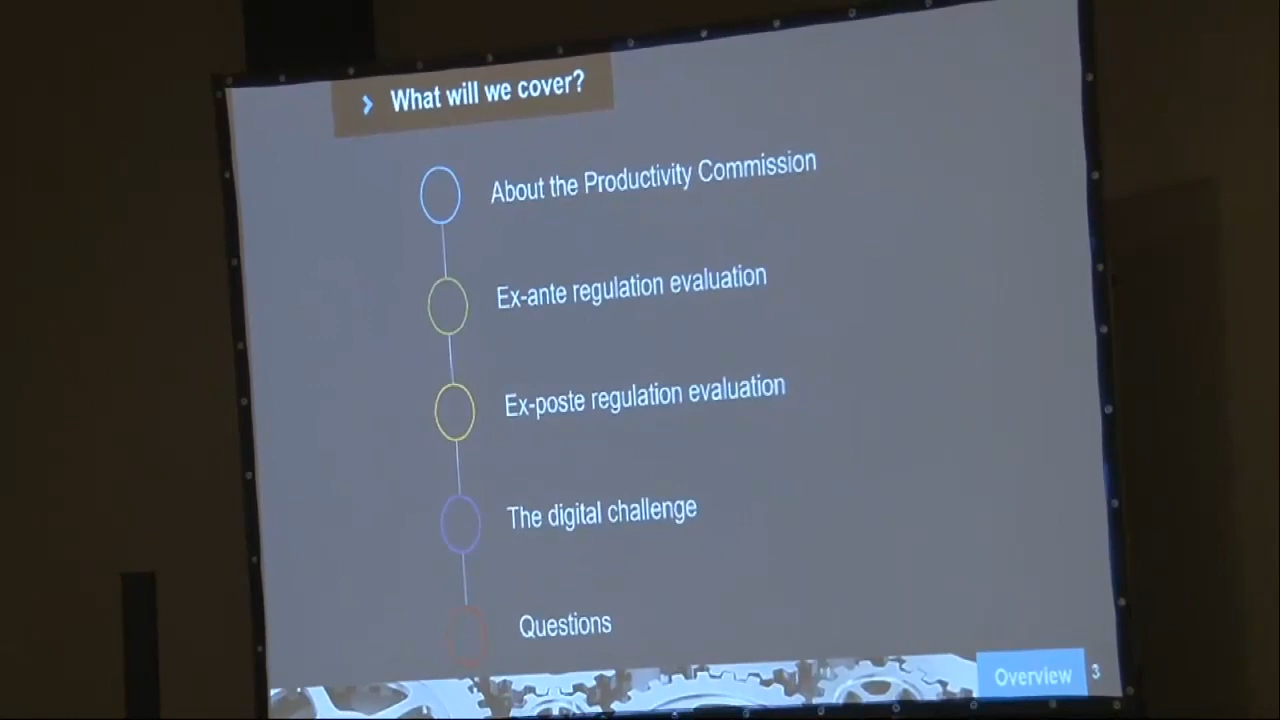 What will we cover?
About the Productivity Commission
Ex-ante regulation evaluation
Ex-poste regulation evaluation
The digital challenge
Questions
Overview 3